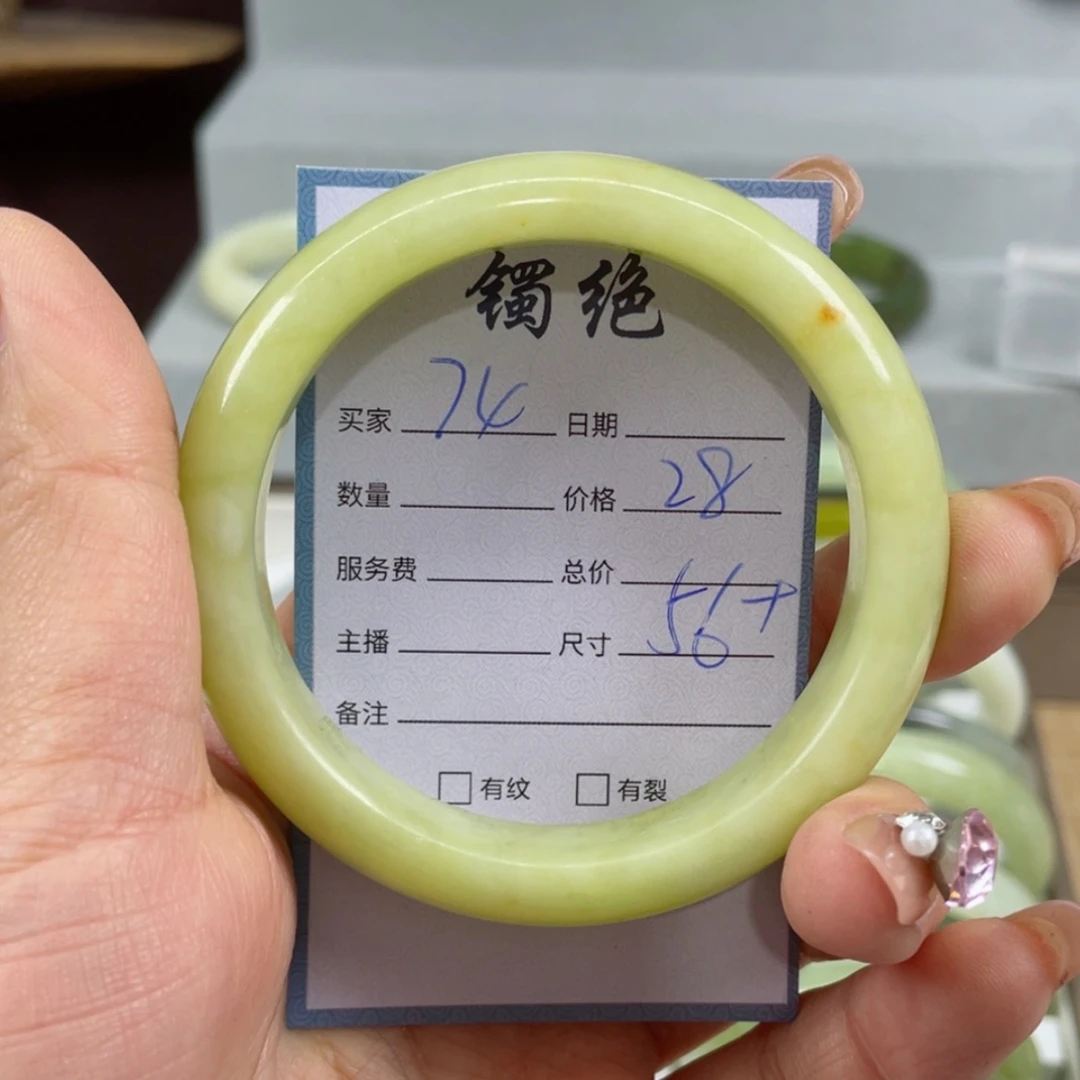 镯绝
买家 74 日期
数量 价格 28
服务费 总价
主播 尺寸 56+
备注
有纹 有裂